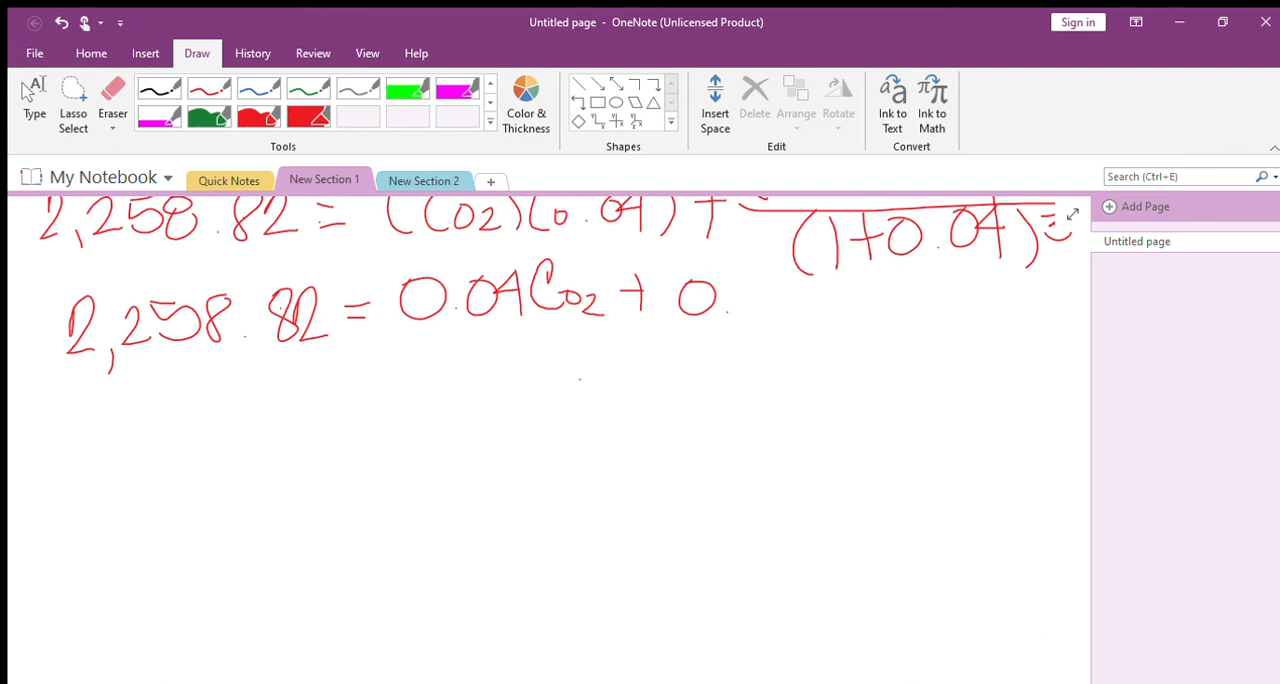 Untitled page - OneNote (Unlicensed Product)
Sign in
File Home Insert Draw History Review View Help
Type
Lasso Select
Eraser
Color & Thickness
Insert Space
Delete
Arrange
Rotate
Ink to Text
Ink to Math
Tools
Shapes
Edit
Convert
My Notebook
Quick Notes
New Section 1
New Section 2
Search (Ctrl+E)
Add Page
Untitled page
2,258.82 = (Co2)(0.04) +
(1+0.04)
2,258.82 = 0.04Co2 + 0.